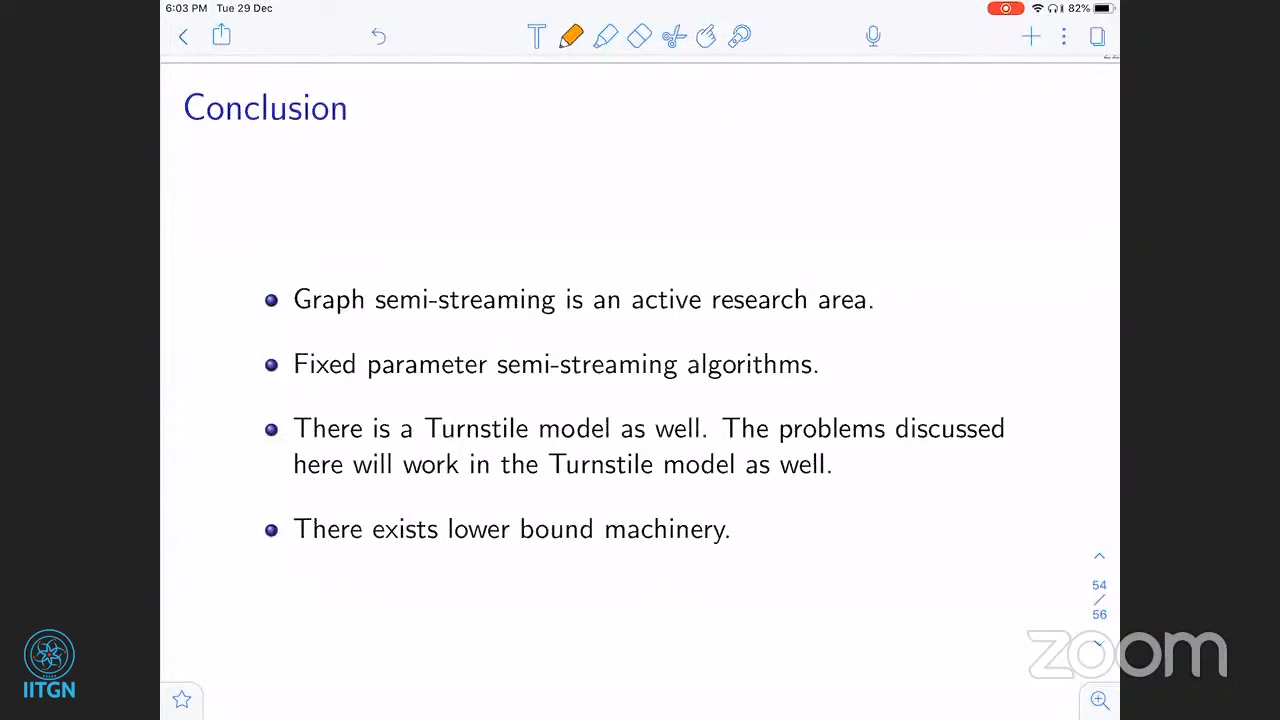 6:03 PM Tue 29 Dec
82%
T
Conclusion
Graph semi-streaming is an active research area.
Fixed parameter semi-streaming algorithms.
There is a Turnstile model as well. The problems discussed
here will work in the Turnstile model as well.
There exists lower bound machinery.
54
/
56
IITGN
zoom